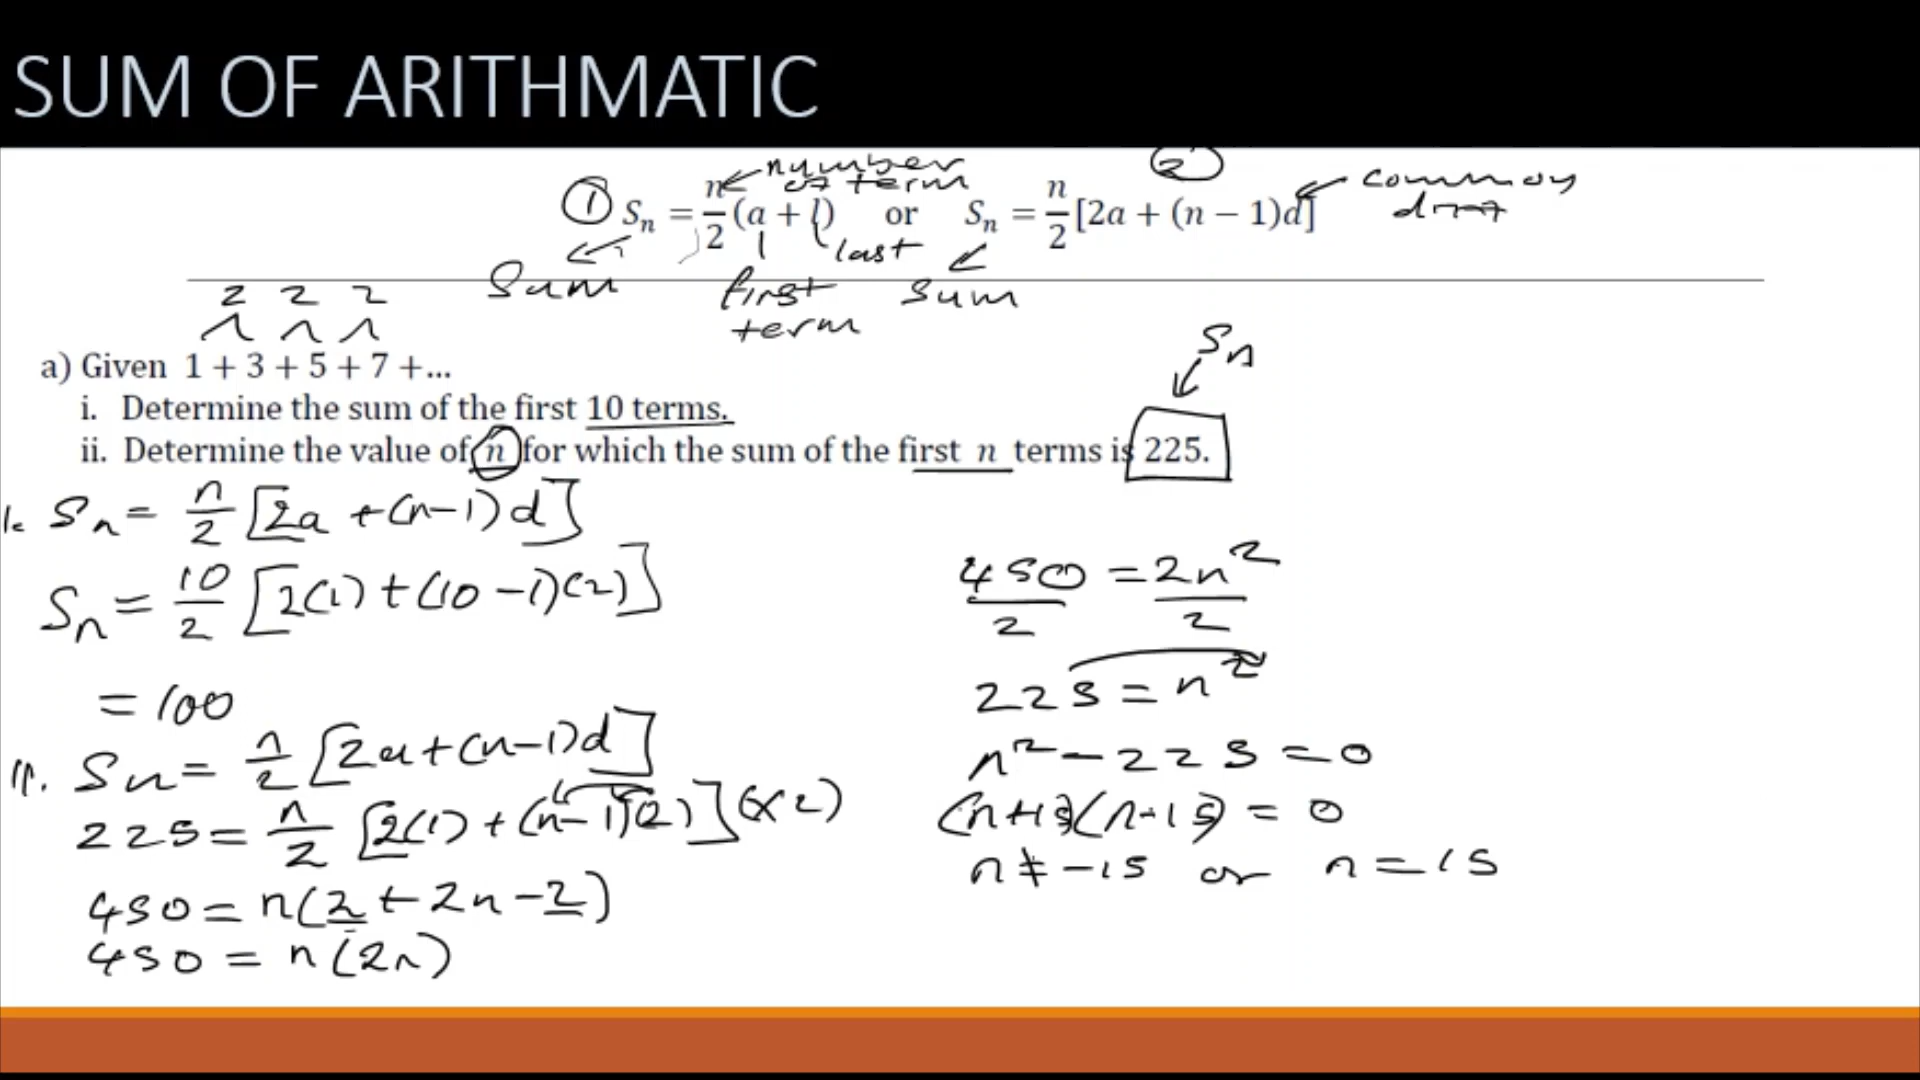 SUM OF ARITHMATIC
① Sₙ = n/2 (a + l) or Sₙ = n/2 [2a + (n − 1)d]
②
number of term
common
last
Sum
first term
sum
2 2 2
Sₙ
a) Given 1 + 3 + 5 + 7 +...
i. Determine the sum of the first 10 terms.
ii. Determine the value of n for which the sum of the first n terms is 225.
i. Sₙ = n/2 [2a + (n-1)d]
Sₙ = 10/2 [2(1) + (10-1)(2)]
= 100
ii. Sₙ = n/2 [2a + (n-1)d]
225 = n/2 [2(1) + (n-1)(2)] (×2)
450 = n(2 + 2n - 2)
450 = n(2n)
450/2 = 2n²/2
225 = n²
n² - 225 = 0
(n+15)(n-15) = 0
n ≠ -15 or n = 15